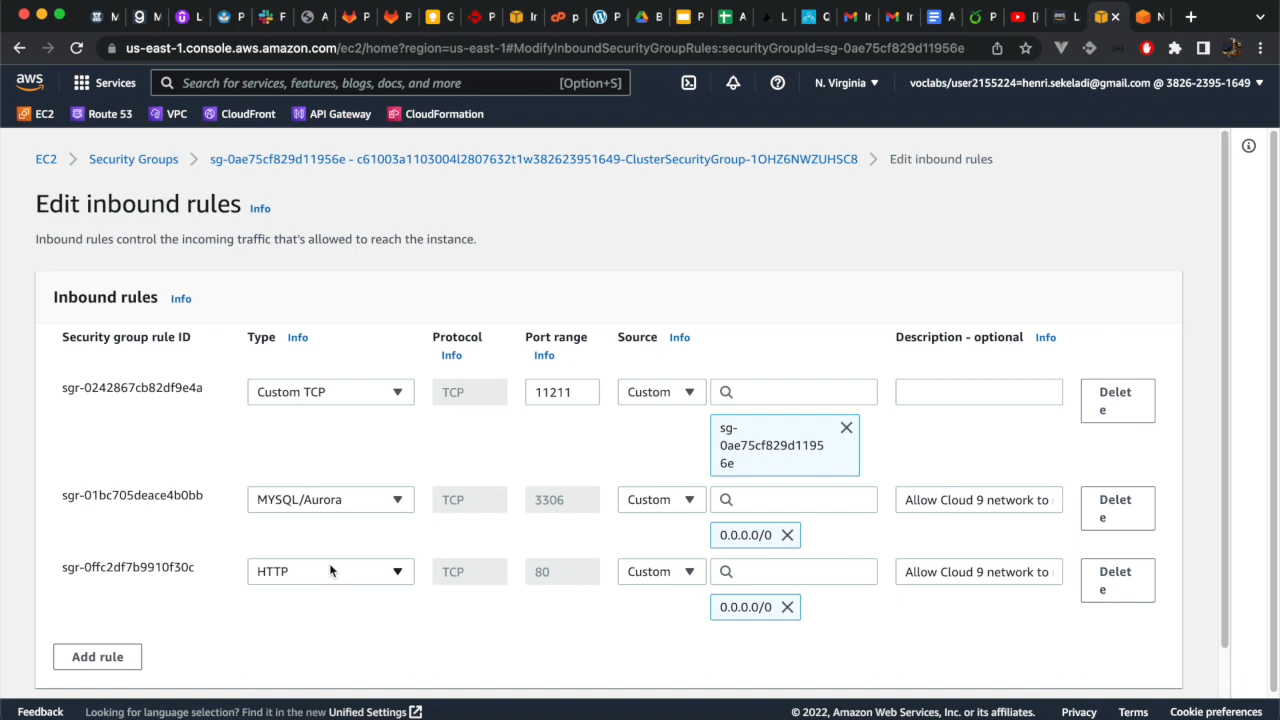 us-east-1.console.aws.amazon.com/ec2/home?region=us-east-1#ModifyInboundSecurityGroupRules:securityGroupId=sg-0ae75cf829d11956e
aws Services Search for services, features, blogs, docs, and more [Option+S] N. Virginia voclabs/user2155224=henri.sekeladi@gmail.com @ 3826-2395-1649
EC2 Route 53 VPC CloudFront API Gateway CloudFormation
EC2 Security Groups sg-0ae75cf829d11956e - c61003a1103004l2807632t1w382623951649-ClusterSecurityGroup-1OHZ6NWZUHSC8 Edit inbound rules
Edit inbound rules Info
Inbound rules control the incoming traffic that's allowed to reach the instance.
Inbound rules Info
Security group rule ID Type Info Protocol Info Port range Info Source Info Description - optional Info
sgr-0242867cb82df9e4a Custom TCP TCP 11211 Custom Delet
e
sg-
0ae75cf829d1195
6e
sgr-01bc705deace4b0bb MYSQL/Aurora TCP 3306 Custom Allow Cloud 9 network to Delet
e
0.0.0.0/0
sgr-0ffc2df7b9910f30c HTTP TCP 80 Custom Allow Cloud 9 network to Delet
e
0.0.0.0/0
Add rule
Feedback Looking for language selection? Find it in the new Unified Settings © 2022, Amazon Web Services, Inc. or its affiliates. Privacy Terms Cookie preferences